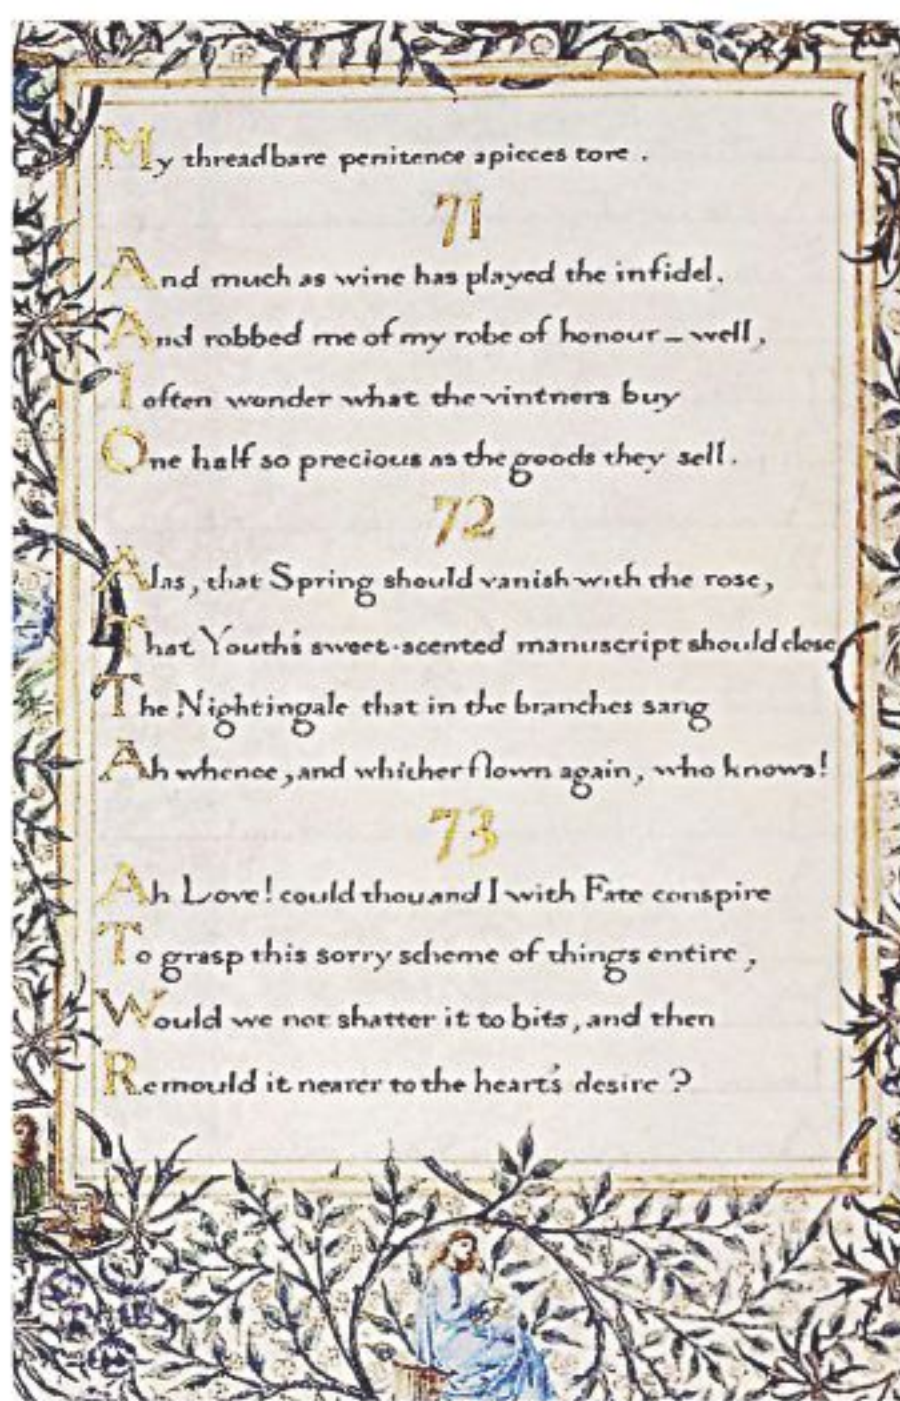 My threadbare penitence apieces tore .
71
And much as wine has played the infidel.
And robbed me of my robe of honour – well,
I often wonder what the vintners buy
One half so precious as the goods they sell.
72
Alas, that Spring should vanish with the rose,
That Youth's sweet-scented manuscript should close
The Nightingale that in the branches sang
Ah whence, and whither flown again, who knows!
73
Ah Love! could thou and I with Fate conspire
To grasp this sorry scheme of things entire,
Would we not shatter it to bits, and then
Remould it nearer to the heart's desire ?